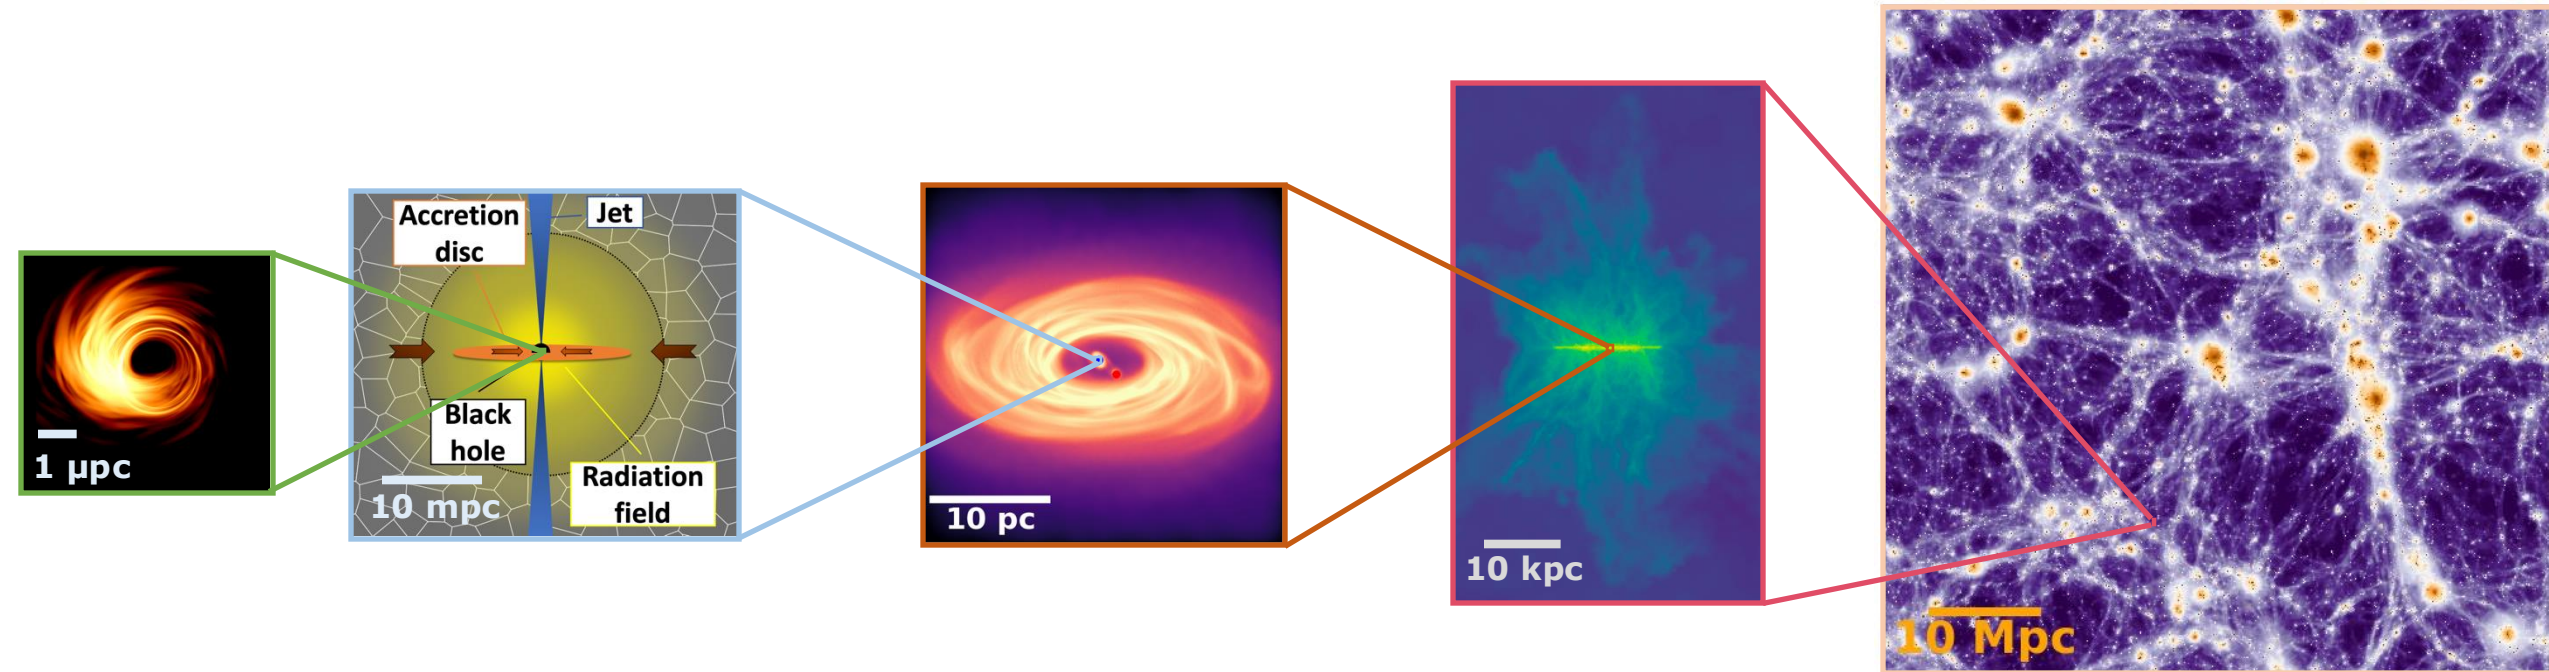 1 μpc
Accretion
disc
Jet
Black
hole
Radiation
field
10 mpc
10 pc
10 kpc
10 Mpc